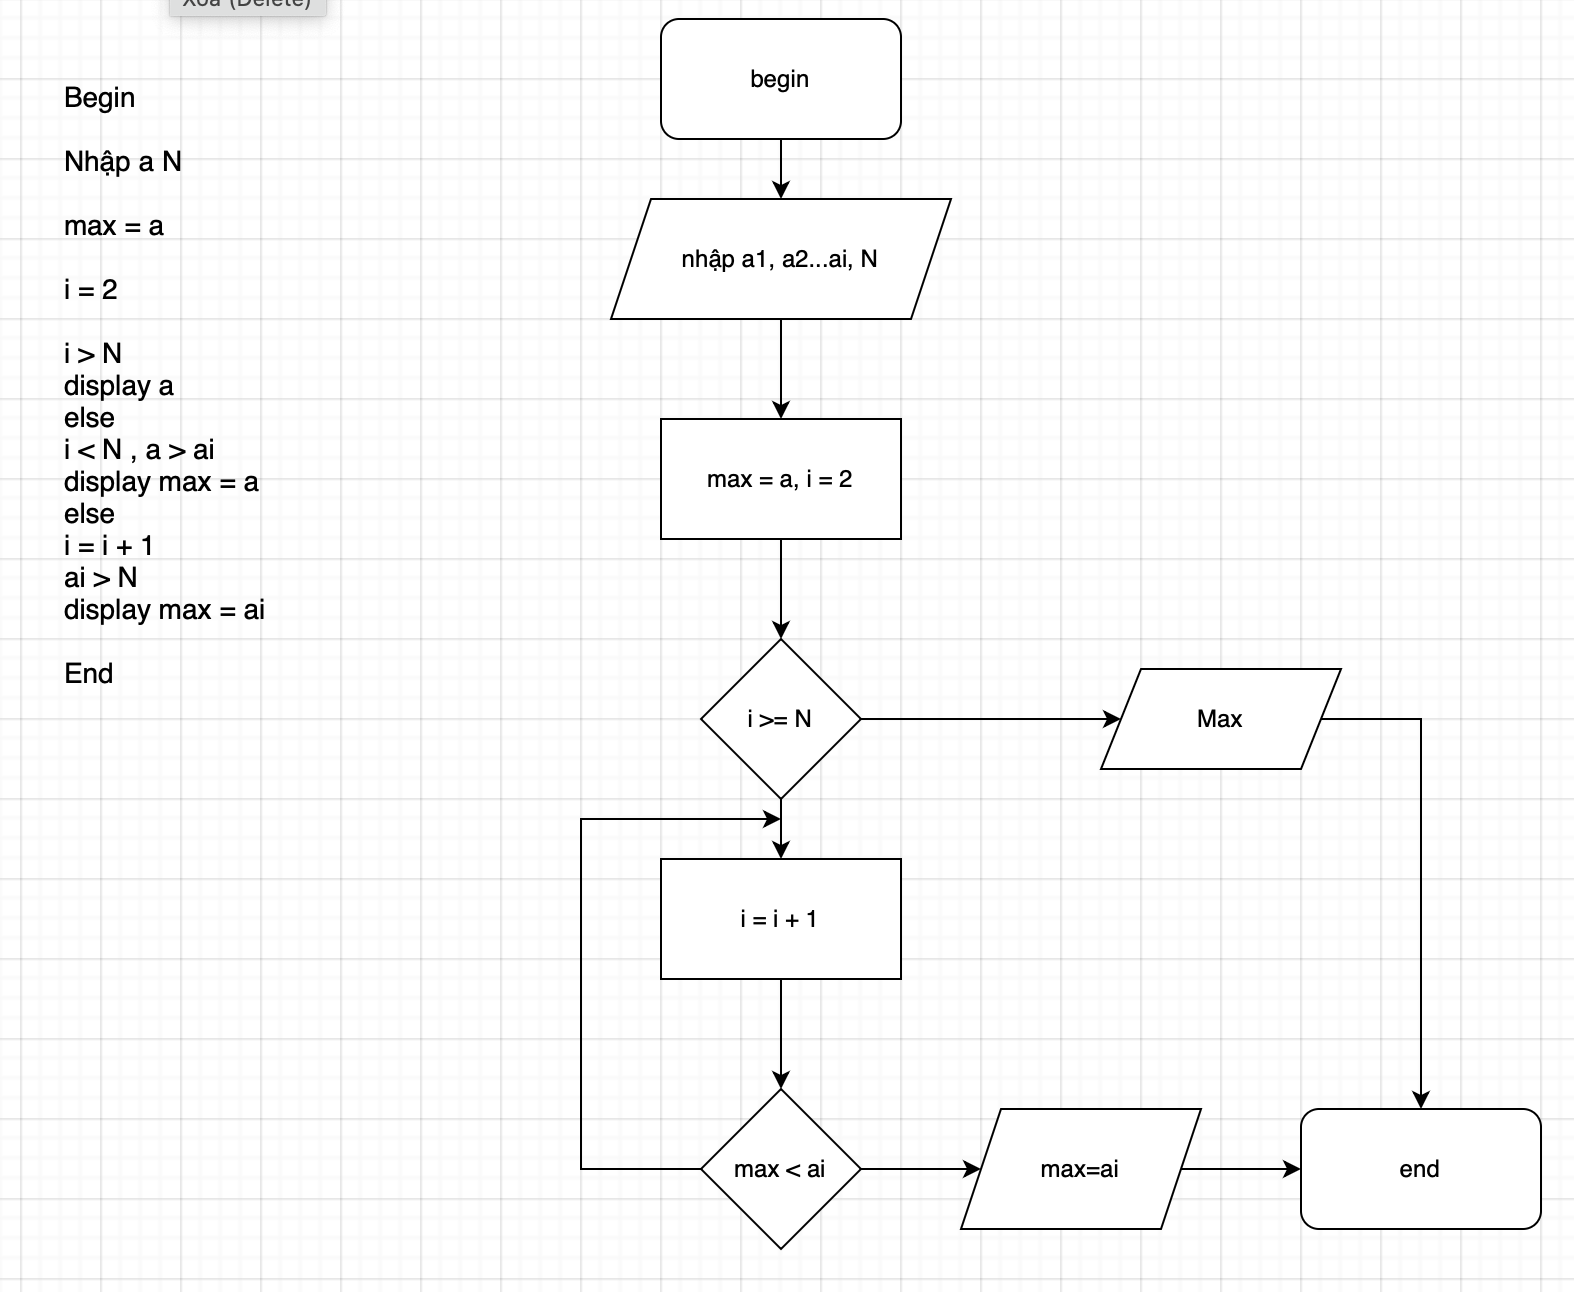 Xóa (Delete)
Begin
Nhập a N
max = a
i = 2
i > N
display a
else
i < N , a > ai
display max = a
else
i = i + 1
ai > N
display max = ai
End
begin
nhập a1, a2...ai, N
max = a, i = 2
i >= N
Max
i = i + 1
max < ai
max=ai
end